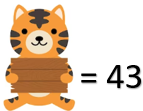 = 43